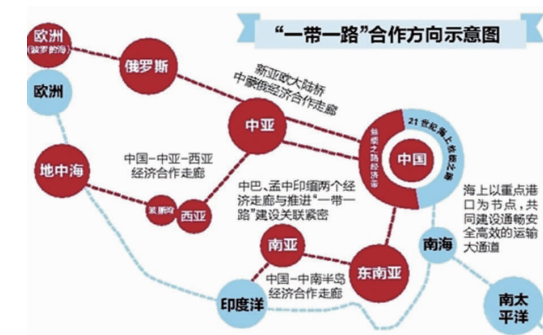 “一带一路”合作方向示意图
欧洲
(波罗的海)
俄罗斯
欧洲
新亚欧大陆桥
中蒙俄经济合作走廊
中亚
丝绸之路经济带
21世纪海上丝绸之路
中国
地中海
中国-中亚-西亚
经济合作走廊
波斯湾
西亚
中巴、孟中印缅两个经
济走廊与推进“一带一
路”建设关联紧密
海上以重点港
口为节点，共
同建设通畅安
全高效的运输
大通道
南亚
东南亚
南海
中国-中南半岛
经济合作走廊
印度洋
南太
平洋